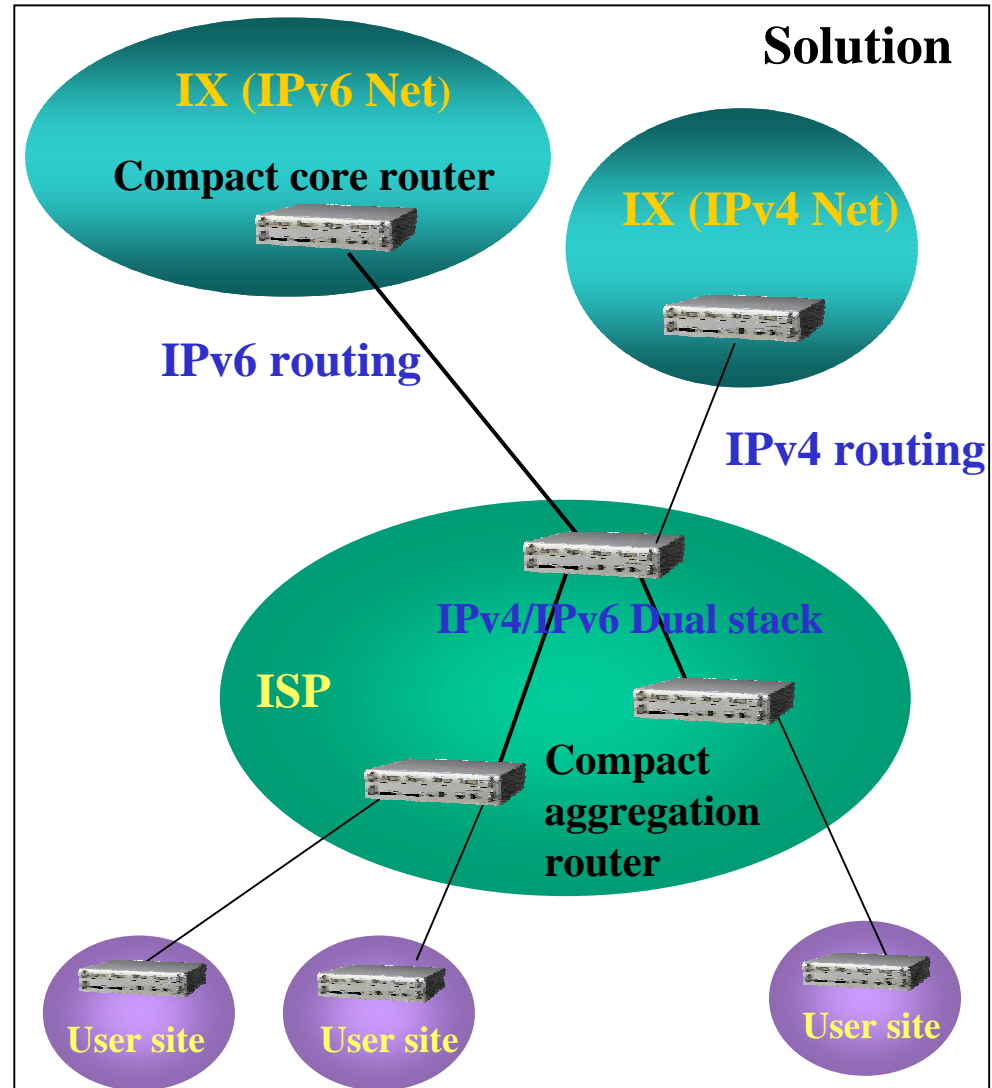 Solution
IX (IPv6 Net)
Compact core router
IX (IPv4 Net)
IPv6 routing
IPv4 routing
IPv4/IPv6 Dual stack
ISP
Compact
aggregation
router
User site
User site
User site